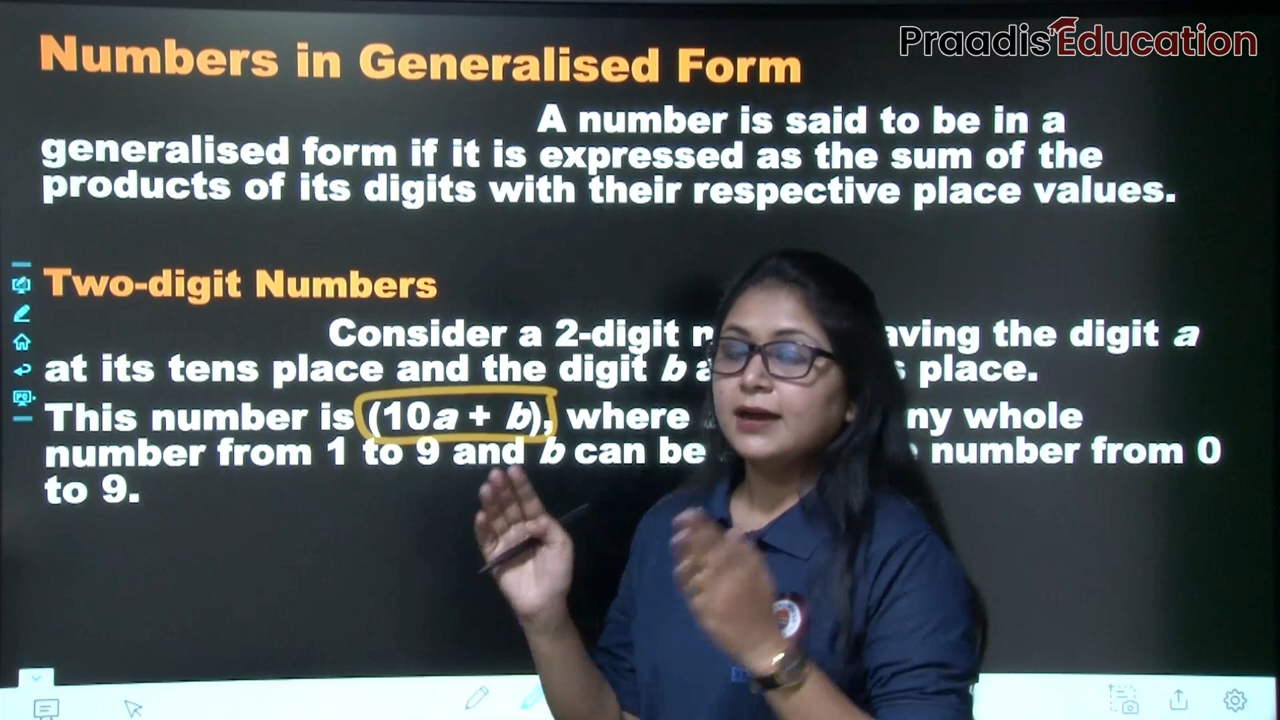 Praadis Education
Numbers in Generalised Form
A number is said to be in a
generalised form if it is expressed as the sum of the
products of its digits with their respective place values.
Two-digit Numbers
Consider a 2-digit aving the digit a
at its tens place and the digit b place.
This number is (10a + b), where ny whole
number from 1 to 9 and b can be number from 0
to 9.